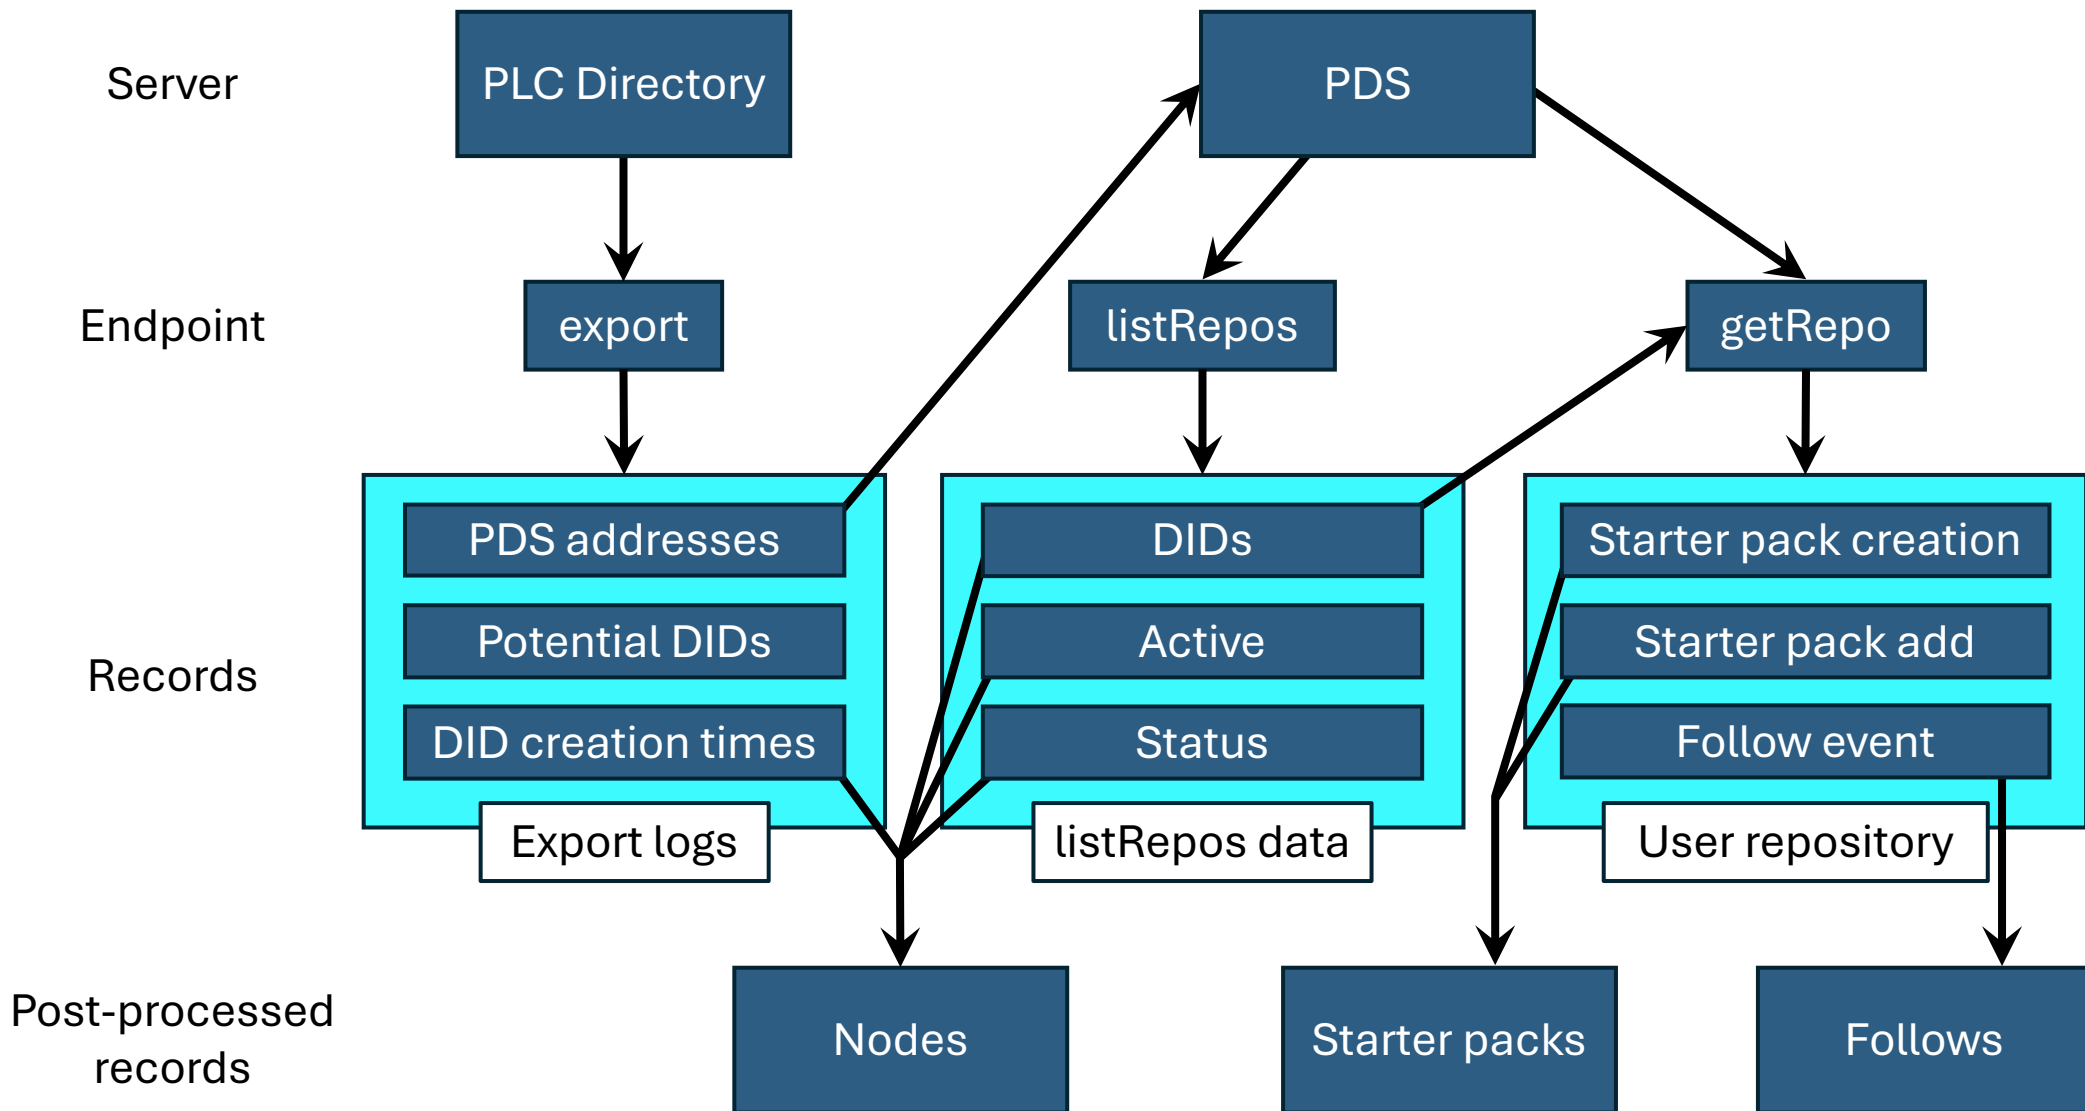 Server
PLC Directory
PDS
Endpoint
export
listRepos
getRepo
Records
PDS addresses
Potential DIDs
DID creation times
Export logs
DIDs
Active
Status
listRepos data
Starter pack creation
Starter pack add
Follow event
User repository
Post-processed
records
Nodes
Starter packs
Follows